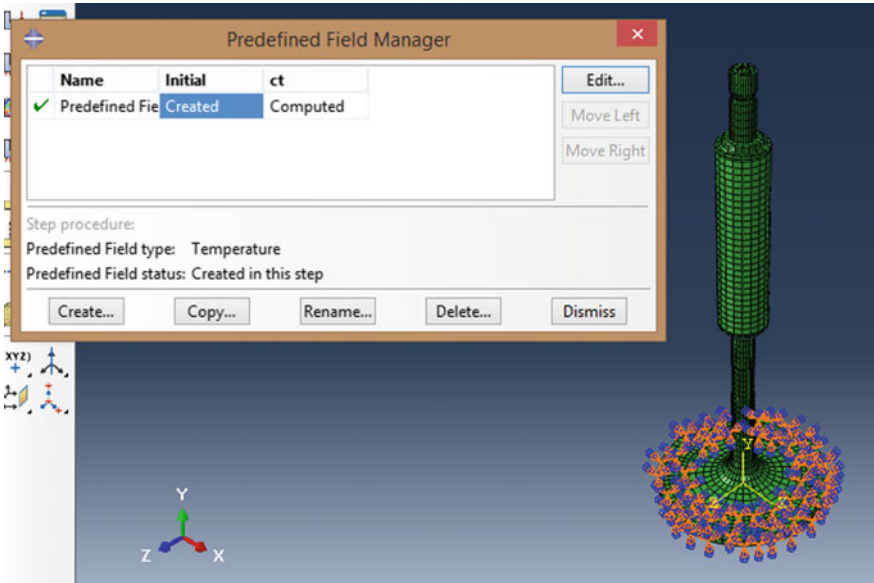 Predefined Field Manager
Name Initial ct
Predefined Fie Created Computed
Edit...
Move Left
Move Right
Step procedure:
Predefined Field type: Temperature
Predefined Field status: Created in this step
Create... Copy... Rename... Delete... Dismiss
XYZ)
Y
Z
Y
Z X